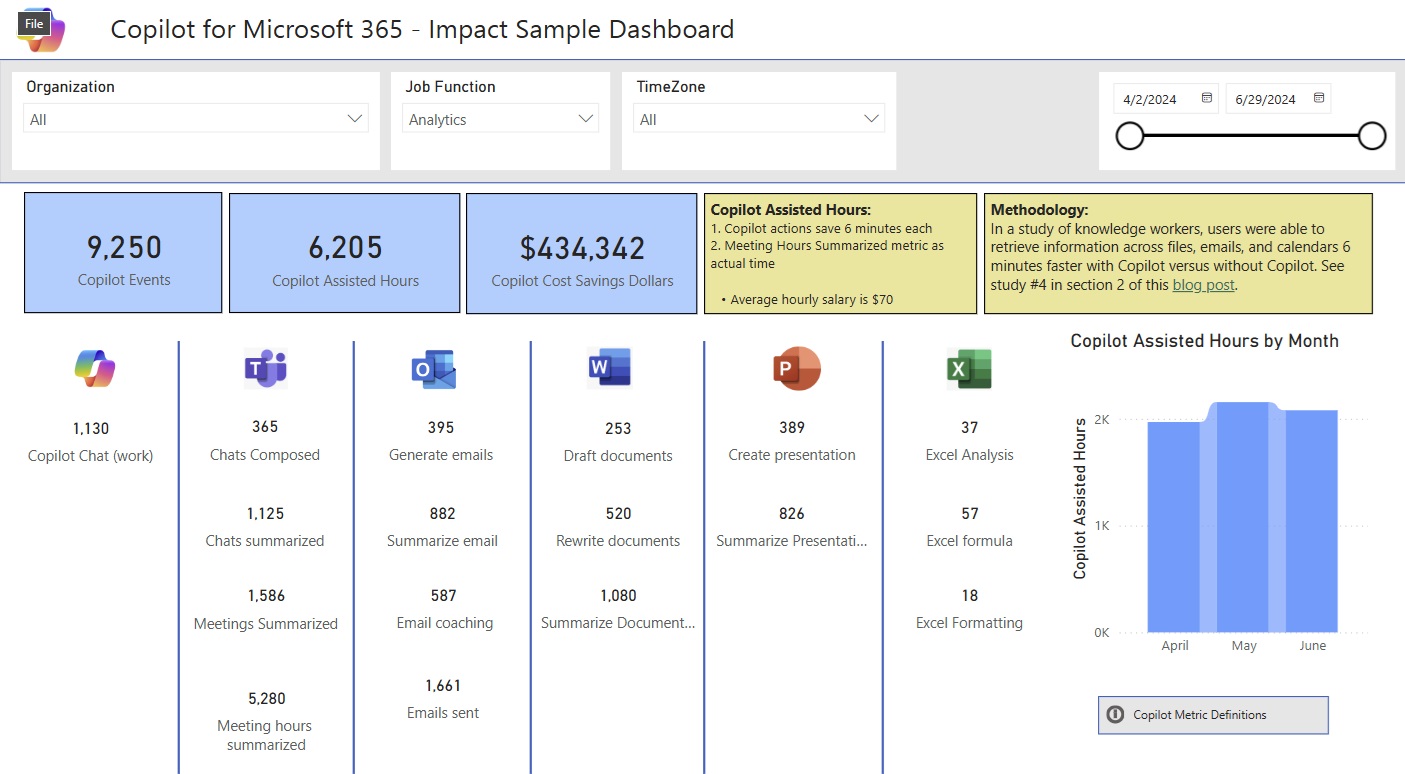 File
Copilot for Microsoft 365 - Impact Sample Dashboard
Organization
All
Job Function
Analytics
TimeZone
All
4/2/2024
6/29/2024
9,250
Copilot Events
6,205
Copilot Assisted Hours
$434,342
Copilot Cost Savings Dollars
Copilot Assisted Hours:
1. Copilot actions save 6 minutes each
2. Meeting Hours Summarized metric as
actual time
• Average hourly salary is $70
Methodology:
In a study of knowledge workers, users were able to
retrieve information across files, emails, and calendars 6
minutes faster with Copilot versus without Copilot. See
study #4 in section 2 of this blog post.
1,130
Copilot Chat (work)
T
365
Chats Composed
1,125
Chats summarized
1,586
Meetings Summarized
5,280
Meeting hours
summarized
O
395
Generate emails
882
Summarize email
587
Email coaching
1,661
Emails sent
W
253
Draft documents
520
Rewrite documents
1,080
Summarize Document...
P
389
Create presentation
826
Summarize Presentati...
X
37
Excel Analysis
57
Excel formula
18
Excel Formatting
Copilot Assisted Hours by Month
Copilot Assisted Hours
2K
1K
0K
April
May
June
Copilot Metric Definitions